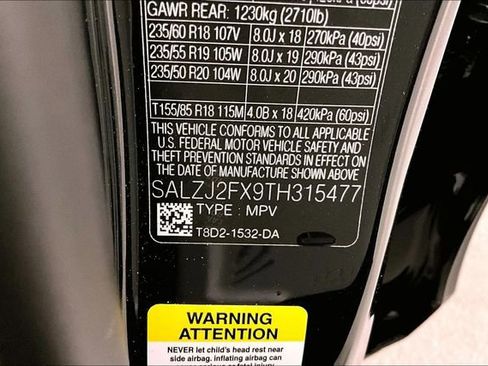 GAWR REAR: 1230kg (2710lb)
235/60 R18 107V 8.0J x 18 270kPa (40psi)
235/55 R19 105W 8.0J x 19 290kPa (43psi)
235/50 R20 104W 8.0J x 20 290kPa (43psi)
T155/85 R18 115M 4.0B x 18 420kPa (60psi)
THIS VEHICLE CONFORMS TO ALL APPLICABLE
U.S. FEDERAL MOTOR VEHICLE SAFETY AND
THEFT PREVENTION STANDARDS IN EFFECT ON
THE DATE OF MANUFACTURE SHOWN ABOVE
SALZJ2FX9TH315477
TYPE : MPV
T8D2-1532-DA
WARNING
ATTENTION
NEVER let child's head rest near
side airbag. inflating airbag can